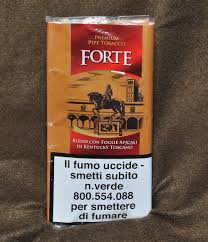 PREMIUM
PIPE TOBACCO
FORTE
BLEND CON FOGLIE APICALI
DI KENTUCKY TOSCANO
Il fumo uccide -
smetti subito
n.verde
800.554.088
per smettere
di fumare